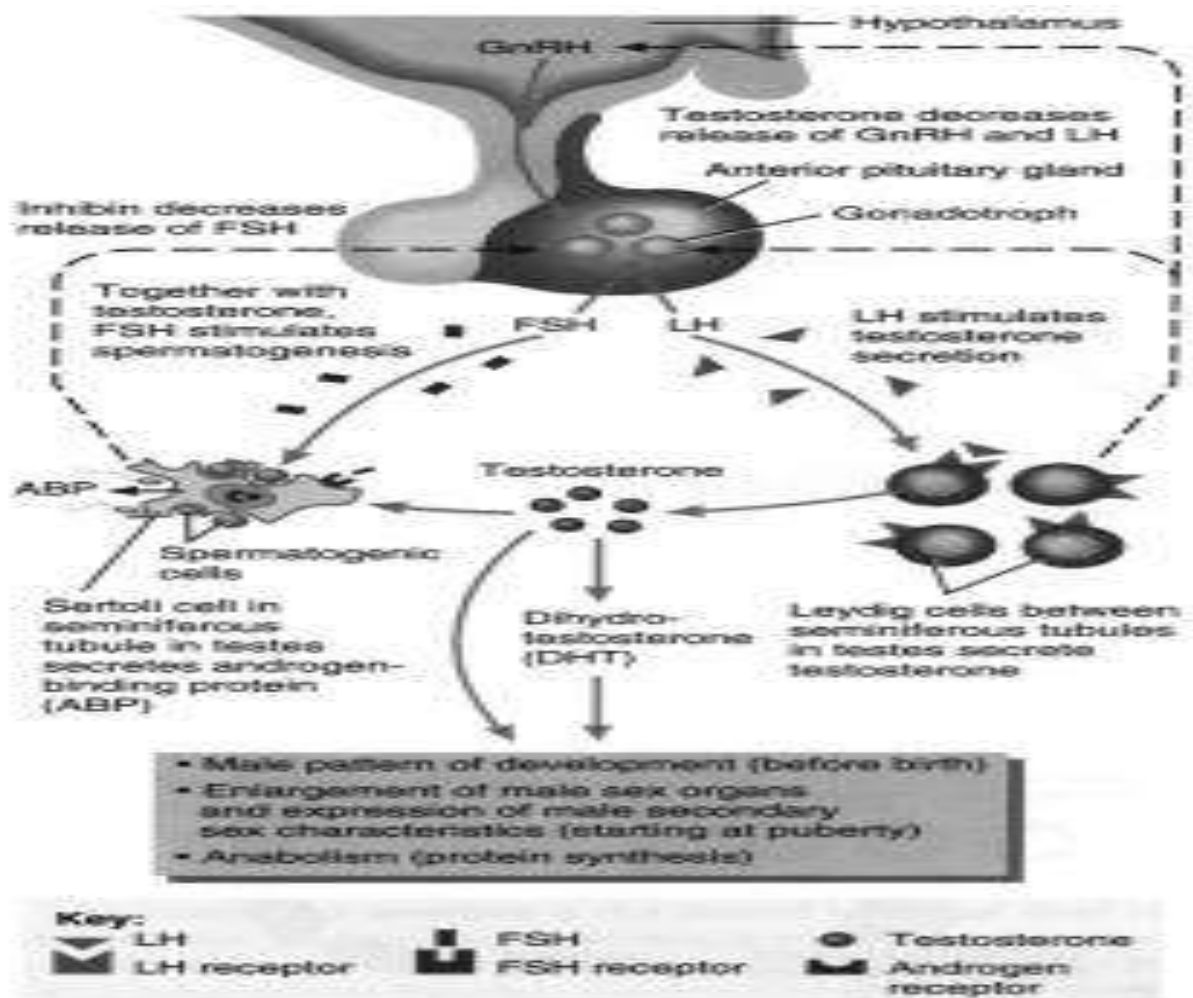 Hypothalamus
GnRH
Testosterone decreases
release of GnRH and LH
Anterior pituitary gland
Gonadotroph
Inhibin decreases
release of FSH
Together with
testosterone,
FSH stimulates
spermatogenesis
FSH
LH
LH stimulates
testosterone
secretion
Testosterone
ABP
Spermatogenic
cells
Sertoli cell in
seminiferous
tubule in testes
secretes androgen-
binding protein
(ABP)
Dihydro-
testosterone
(DHT)
Leydig cells between
seminiferous tubules
in testes secrete
testosterone
• Male pattern of development (before birth)
• Enlargement of male sex organs
and expression of male secondary
sex characteristics (starting at puberty)
• Anabolism (protein synthesis)
Key:
LH
LH receptor
FSH
FSH receptor
Testosterone
Androgen
receptor